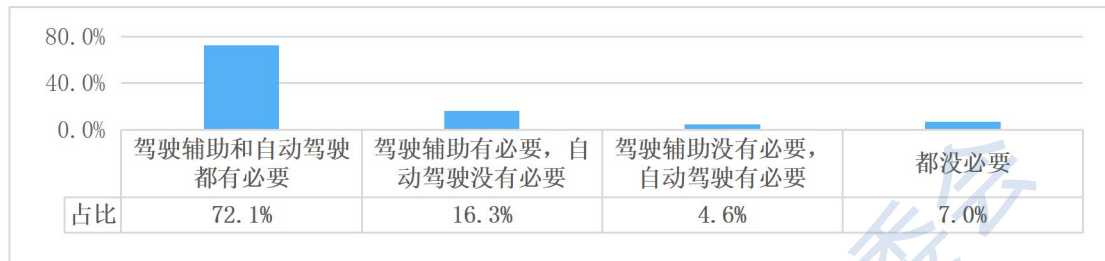 80.0%
40.0%
0.0%
驾驶辅助和自动驾驶都有必要
驾驶辅助有必要，自动驾驶没有必要
驾驶辅助没有必要，自动驾驶有必要
都没必要
占比 72.1% 16.3% 4.6% 7.0%
委会